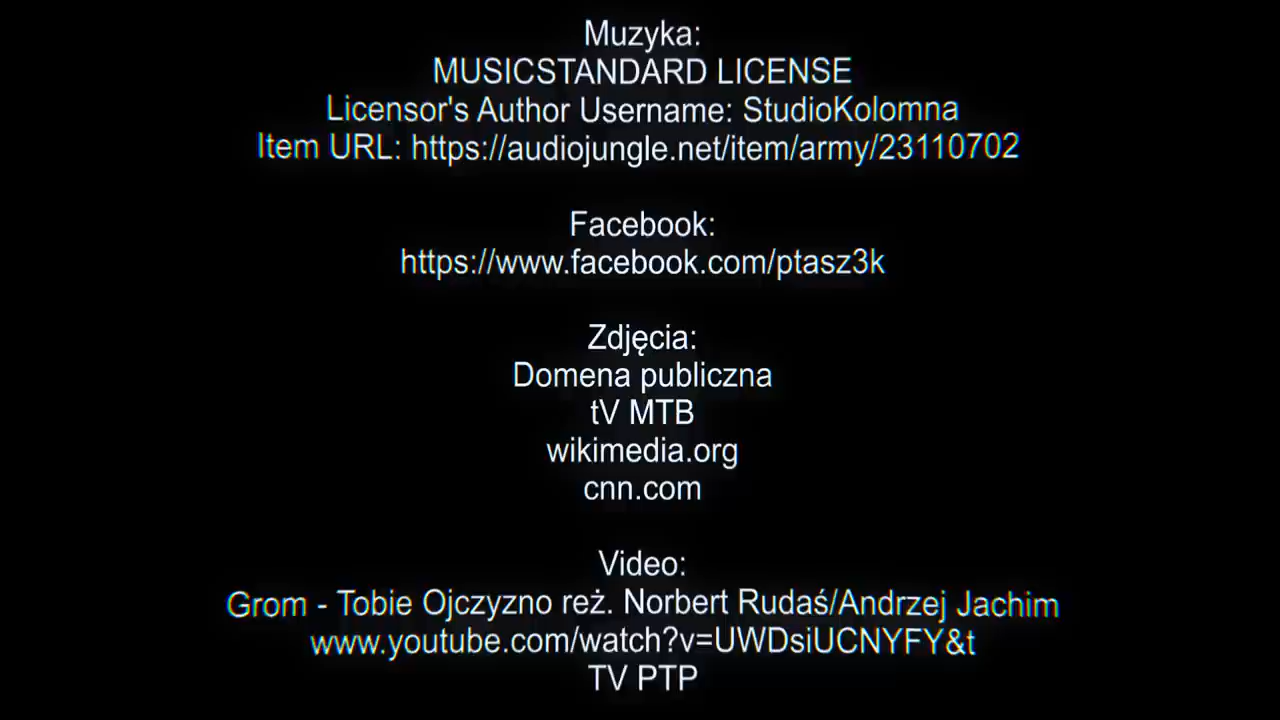 Muzyka:
MUSICSTANDARD LICENSE
Licensor's Author Username: StudioKolomna
Item URL: https://audiojungle.net/item/army/23110702
Facebook:
https://www.facebook.com/ptasz3k
Zdjęcia:
Domena publiczna
tV MTB
wikimedia.org
cnn.com
Video:
Grom - Tobie Ojczyzno reż. Norbert Rudaś/Andrzej Jachim
www.youtube.com/watch?v=UWDsiUCNYFY&t
TV PTP